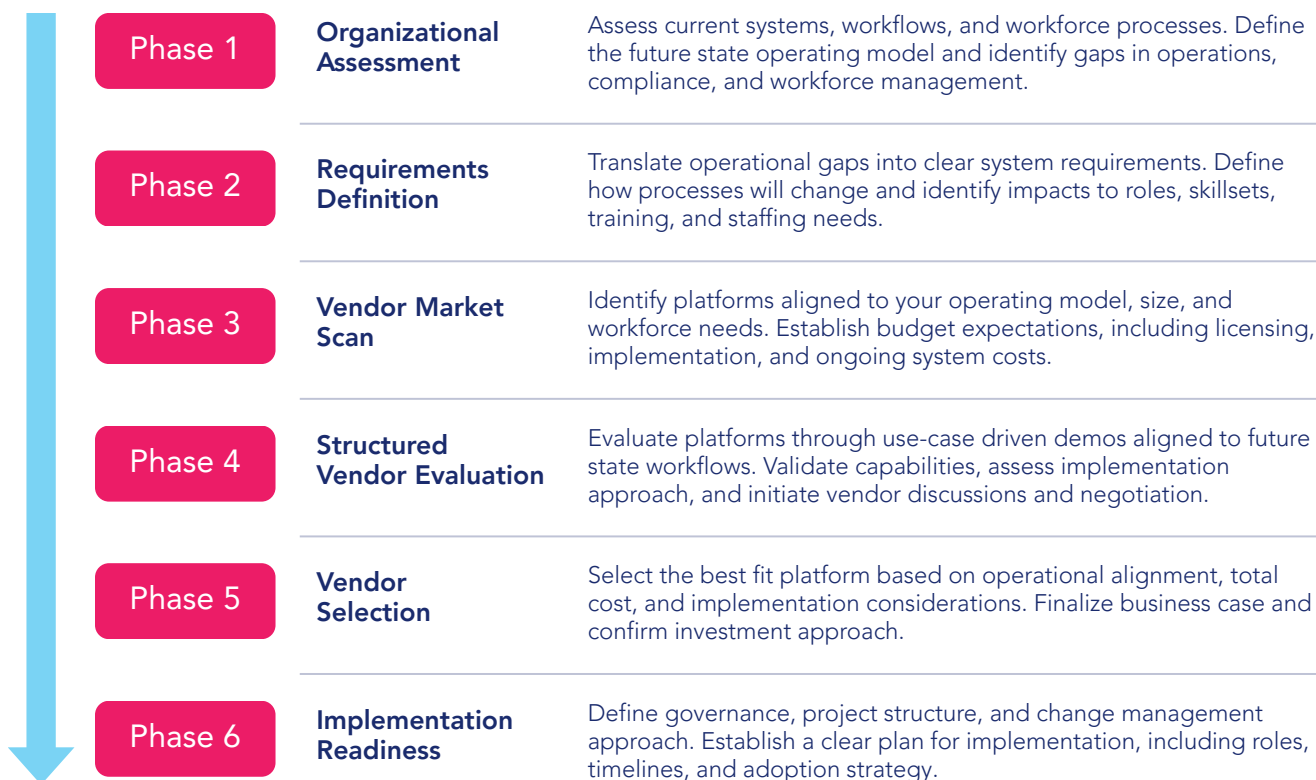 Phase 1
Organizational
Assessment
Assess current systems, workflows, and workforce processes. Define
the future state operating model and identify gaps in operations,
compliance, and workforce management.
Phase 2
Requirements
Definition
Translate operational gaps into clear system requirements. Define
how processes will change and identify impacts to roles, skillsets,
training, and staffing needs.
Phase 3
Vendor Market
Scan
Identify platforms aligned to your operating model, size, and
workforce needs. Establish budget expectations, including licensing,
implementation, and ongoing system costs.
Phase 4
Structured
Vendor Evaluation
Evaluate platforms through use-case driven demos aligned to future
state workflows. Validate capabilities, assess implementation
approach, and initiate vendor discussions and negotiation.
Phase 5
Vendor
Selection
Select the best fit platform based on operational alignment, total
cost, and implementation considerations. Finalize business case and
confirm investment approach.
Phase 6
Implementation
Readiness
Define governance, project structure, and change management
approach. Establish a clear plan for implementation, including roles,
timelines, and adoption strategy.